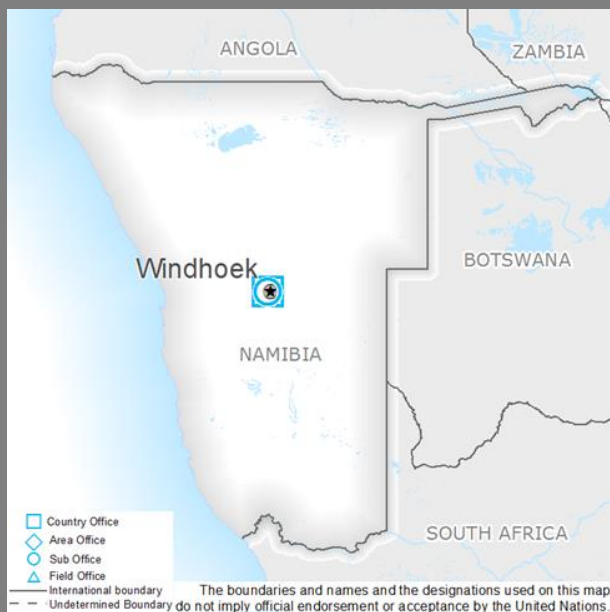 ANGOLA
ZAMBIA
Windhoek
BOTSWANA
NAMIBIA
SOUTH AFRICA
Country Office
Area Office
Sub Office
Field Office
International boundary
Undetermined Boundary
The boundaries and names and the designations used on this map
do not imply official endorsement or acceptance by the United Nations